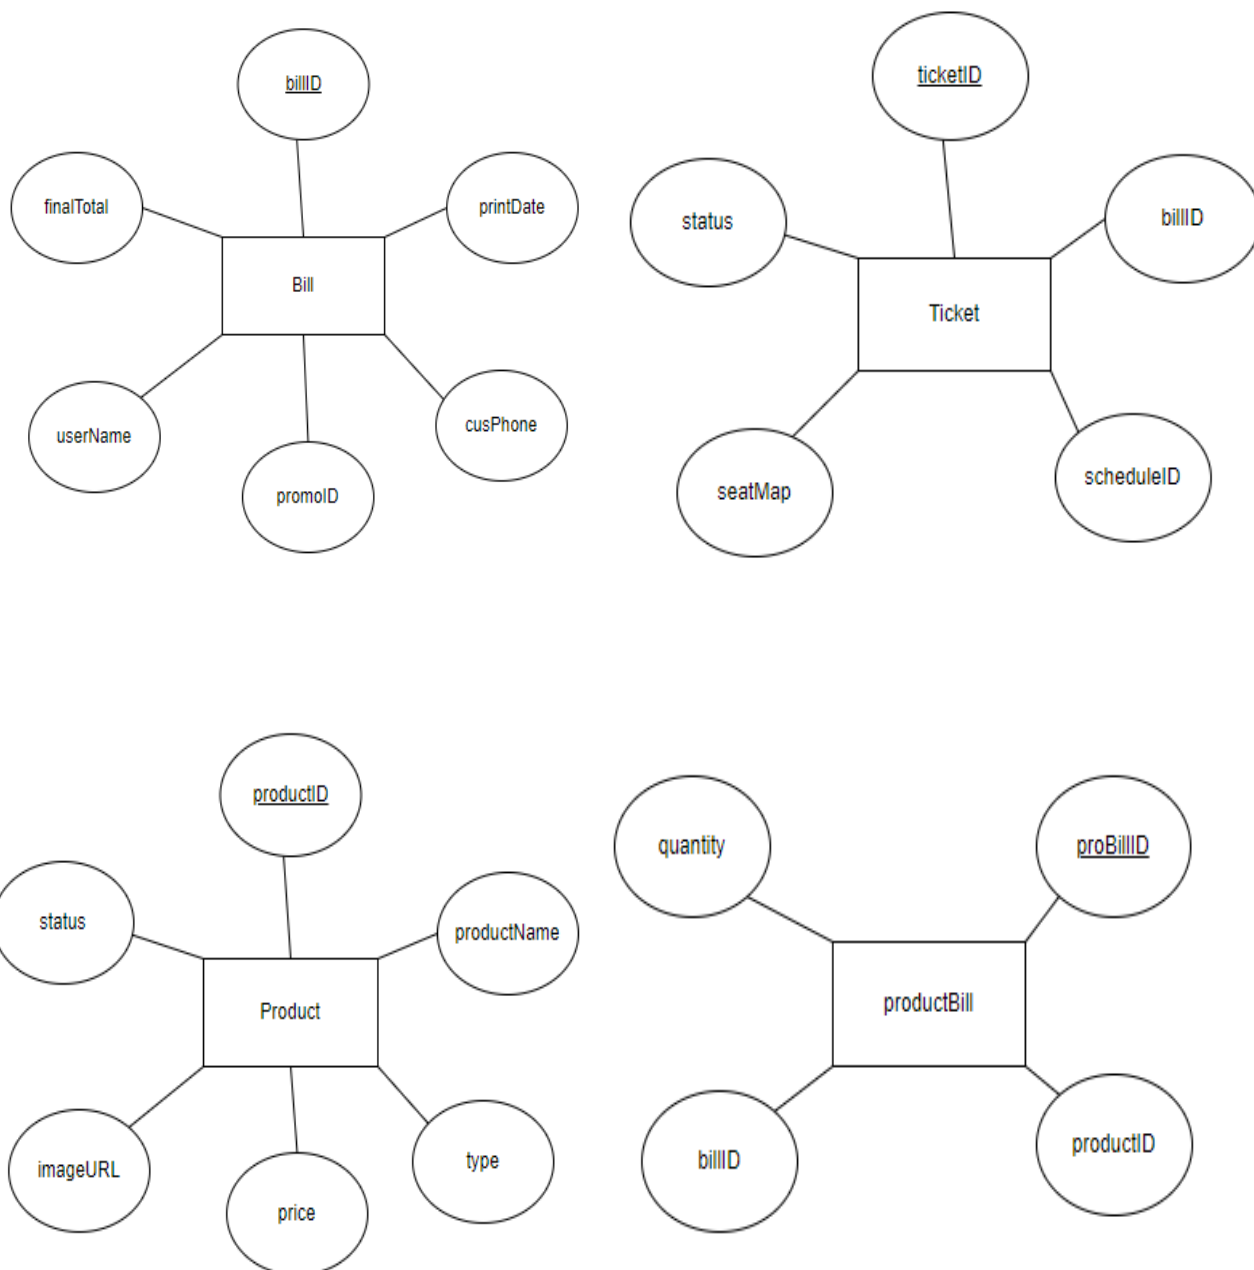 billID
finalTotal
printDate
Bill
userName
cusPhone
promoID
ticketID
status
billID
Ticket
seatMap
scheduleID
productID
status
productName
Product
imageURL
type
price
quantity
proBillID
productBill
billID
productID